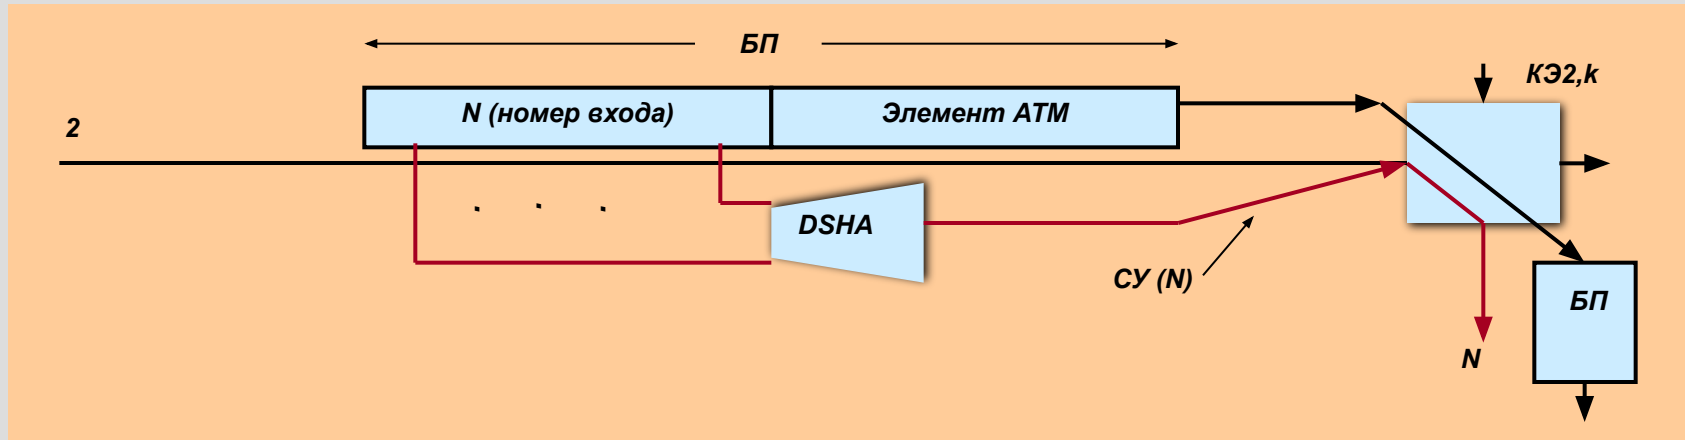 БП
КЭ2,k
N (номер входа)
Элемент АТМ
2
DSHA
СУ (N)
БП
N